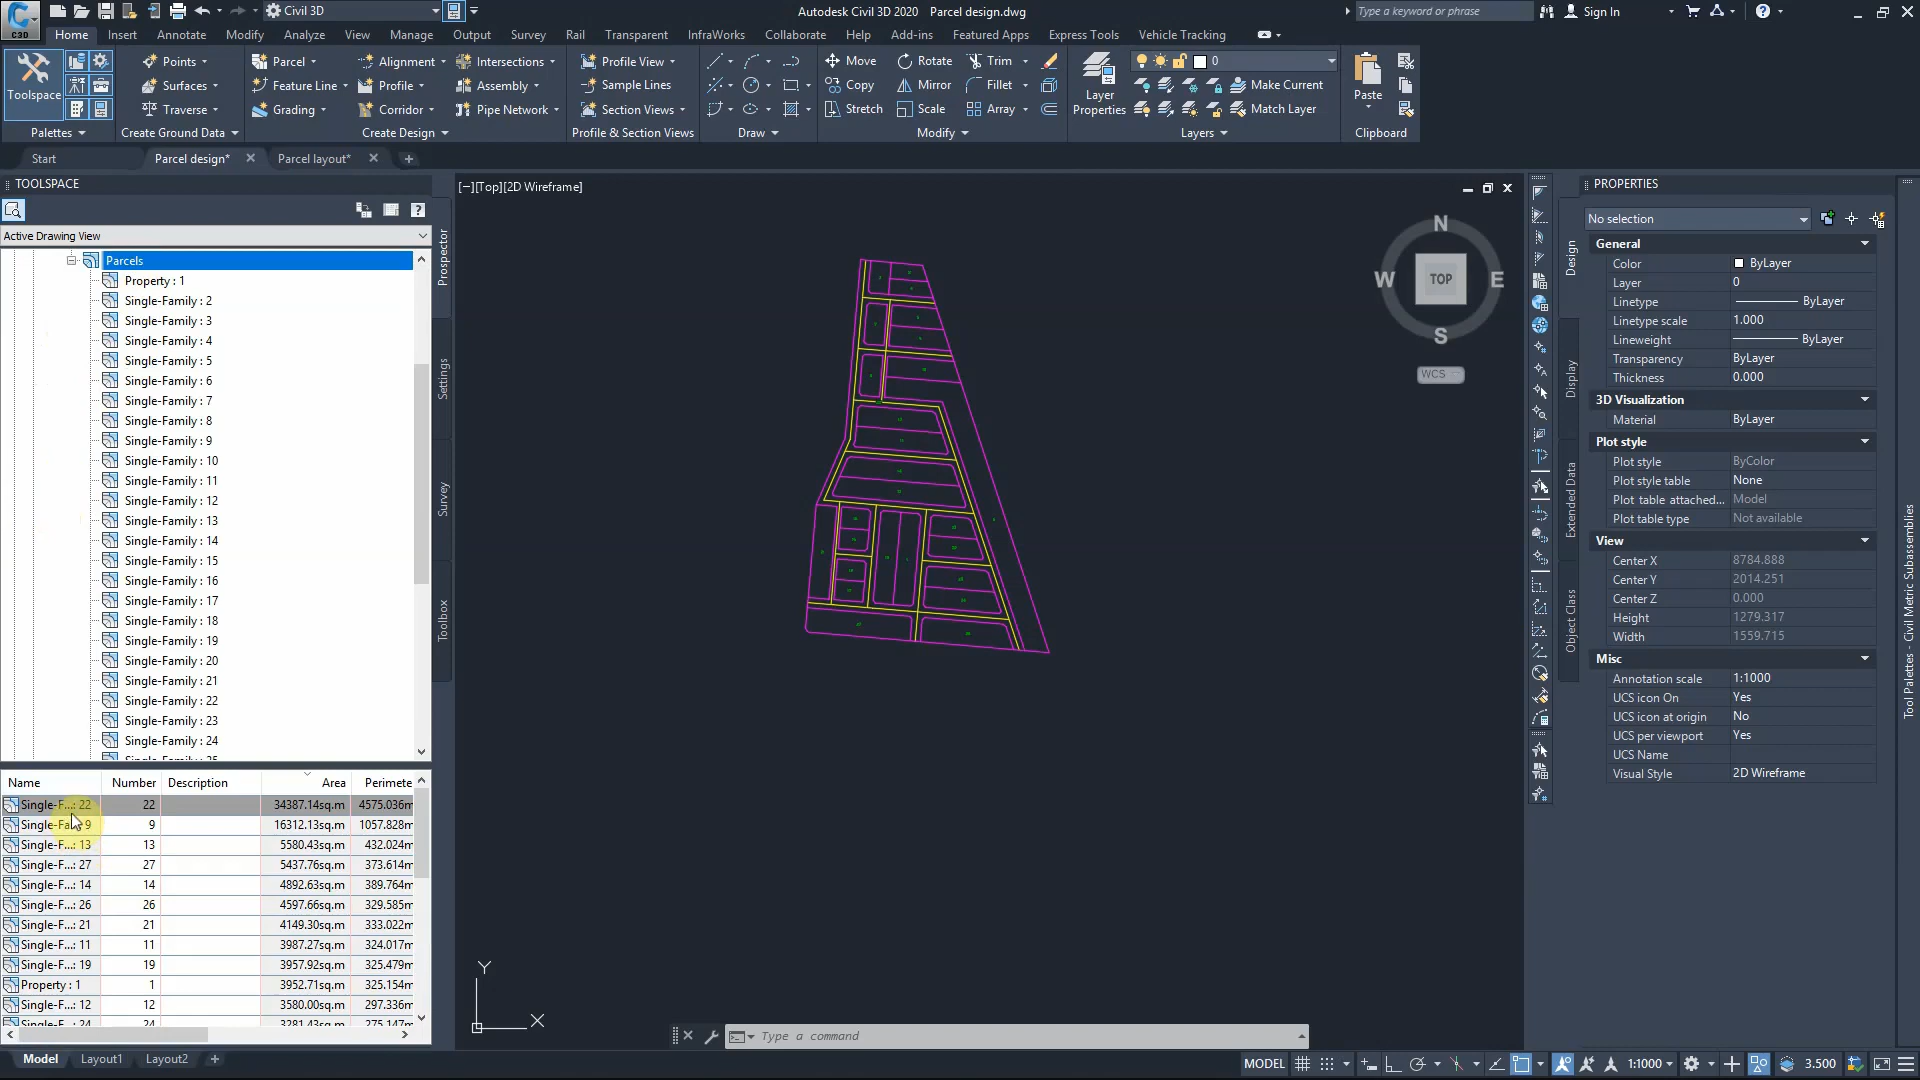 Civil 3D
Autodesk Civil 3D 2020 Parcel design.dwg
Type a keyword or phrase
Sign In
C3D
Home Insert Annotate Modify Analyze View Manage Output Survey Rail Transparent InfraWorks Collaborate Help Add-ins Featured Apps Express Tools Vehicle Tracking
Toolspace
Palettes
Points
Surfaces
Traverse
Create Ground Data
Parcel
Feature Line
Grading
Alignment
Profile
Corridor
Intersections
Assembly
Pipe Network
Create Design
Profile View
Sample Lines
Section Views
Profile & Section Views
Draw
Move Rotate Trim
Copy Mirror Fillet
Stretch Scale Array
Modify
Layer
Properties
0
Make Current
Match Layer
Layers
Paste
Clipboard
Start
Parcel design*
Parcel layout*
TOOLSPACE
Active Drawing View
Parcels
Property : 1
Single-Family : 2
Single-Family : 3
Single-Family : 4
Single-Family : 5
Single-Family : 6
Single-Family : 7
Single-Family : 8
Single-Family : 9
Single-Family : 10
Single-Family : 11
Single-Family : 12
Single-Family : 13
Single-Family : 14
Single-Family : 15
Single-Family : 16
Single-Family : 17
Single-Family : 18
Single-Family : 19
Single-Family : 20
Single-Family : 21
Single-Family : 22
Single-Family : 23
Single-Family : 24
Prospector
Settings
Survey
Toolbox
Name Number Description Area Perimete
Single-F...: 22 22 34387.14sq.m 4575.036m
Single-Fa 9 9 16312.13sq.m 1057.828m
Single-F...: 13 13 5580.43sq.m 432.024m
Single-F...: 27 27 5437.76sq.m 373.614m
Single-F...: 14 14 4892.63sq.m 389.764m
Single-F...: 26 26 4597.66sq.m 329.585m
Single-F...: 21 21 4149.30sq.m 333.022m
Single-F...: 11 11 3987.27sq.m 324.017m
Single-F...: 19 19 3957.92sq.m 325.479m
Property : 1 1 3952.71sq.m 325.154m
Single-F...: 12 12 3580.00sq.m 297.336m
Single-F...: 24 24 3281.43sq.m 275.147m
Model Layout1 Layout2
[−][Top][2D Wireframe]
N
W
TOP
E
S
WCS
Y
X
Type a command
MODEL
1:1000
3.500
PROPERTIES
No selection
General
Color ByLayer
Layer 0
Linetype ByLayer
Linetype scale 1.000
Lineweight ByLayer
Transparency ByLayer
Thickness 0.000
3D Visualization
Material ByLayer
Plot style
Plot style ByColor
Plot style table None
Plot table attached... Model
Plot table type Not available
View
Center X 8784.888
Center Y 2014.251
Center Z 0.000
Height 1279.317
Width 1559.715
Misc
Annotation scale 1:1000
UCS icon On Yes
UCS icon at origin No
UCS per viewport Yes
UCS Name
Visual Style 2D Wireframe
Design
Display
Extended Data
Object Class
Tool Palettes - Civil Metric Subassemblies